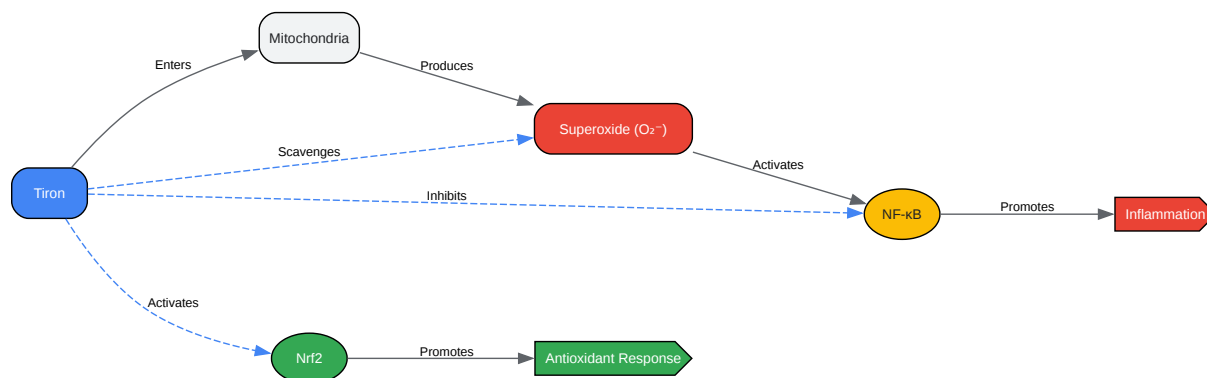 Mitochondria
Enters
Produces
Superoxide (O₂⁻)
Scavenges
Activates
Tiron
Inhibits
NF-κB
Promotes
Inflammation
Activates
Nrf2
Promotes
Antioxidant Response